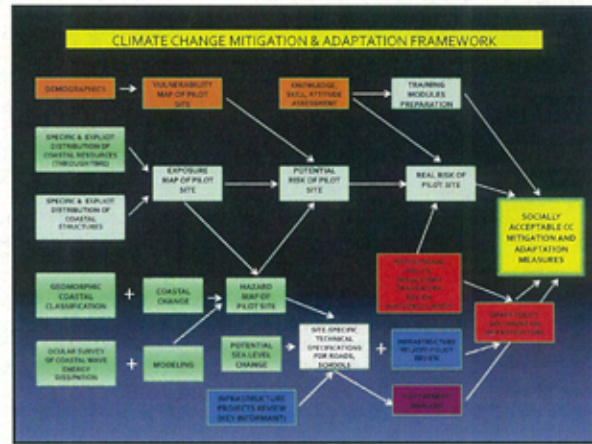 CLIMATE CHANGE MITIGATION & ADAPTATION FRAMEWORK
DEMOGRAPHICS
VULNERABILITY
MAP OF PILOT
SITE
KNOWLEDGE,
SKILL, ATTITUDE
ASSESSMENT
TRAINING
MODULES
PREPARATION
SPECIFIC & EXPLICIT
DISTRIBUTION OF
COASTAL RESOURCES
(THROUGH TIME)
SPECIFIC & EXPLICIT
DISTRIBUTION OF
COASTAL
STRUCTURES
EXPOSURE
MAP OF PILOT
SITE
POTENTIAL
RISK OF PILOT
SITE
REAL RISK OF
PILOT SITE
SOCIALLY
ACCEPTABLE CC
MITIGATION AND
ADAPTATION
MEASURES
GEOMORPHIC
COASTAL
CLASSIFICATION
+
COASTAL
CHANGE
HAZARD
MAP OF PILOT
SITE
OCULAR SURVEY
OF COASTAL WAVE
ENERGY
DISSIPATION
+
MODELING
POTENTIAL
SEA LEVEL
CHANGE
SITE-SPECIFIC
TECHNICAL
SPECIFICATIONS
FOR ROADS,
SCHOOLS
+
INFRASTRUCTURE
RELATED POLICY
REVIEW
INFRASTRUCTURE
PROJECTS REVIEW
(KEY INFORMANT)